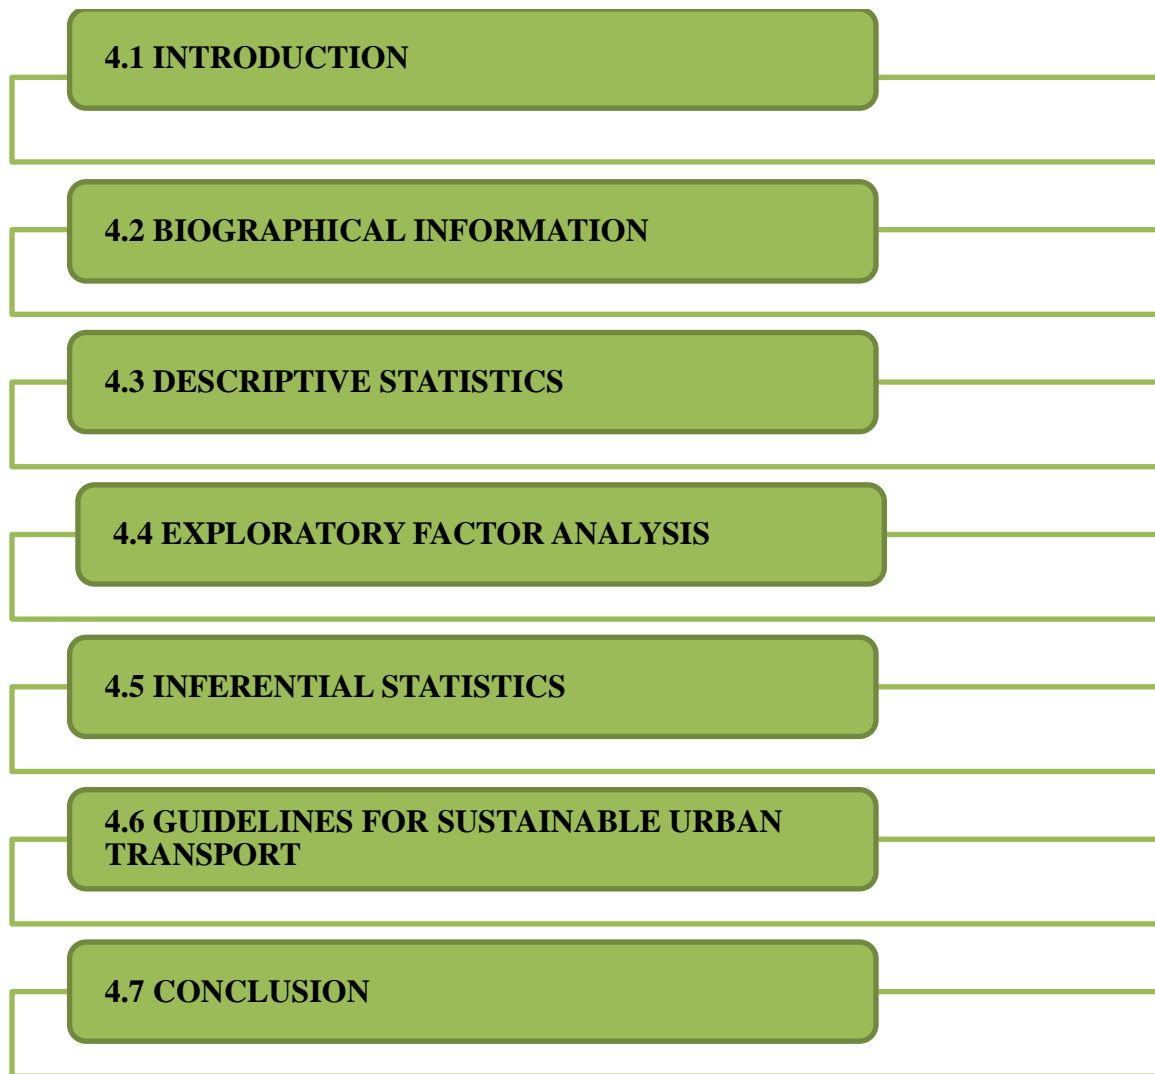 4.1 INTRODUCTION
4.2 BIOGRAPHICAL INFORMATION
4.3 DESCRIPTIVE STATISTICS
4.4 EXPLORATORY FACTOR ANALYSIS
4.5 INFERENTIAL STATISTICS
4.6 GUIDELINES FOR SUSTAINABLE URBAN
TRANSPORT
4.7 CONCLUSION